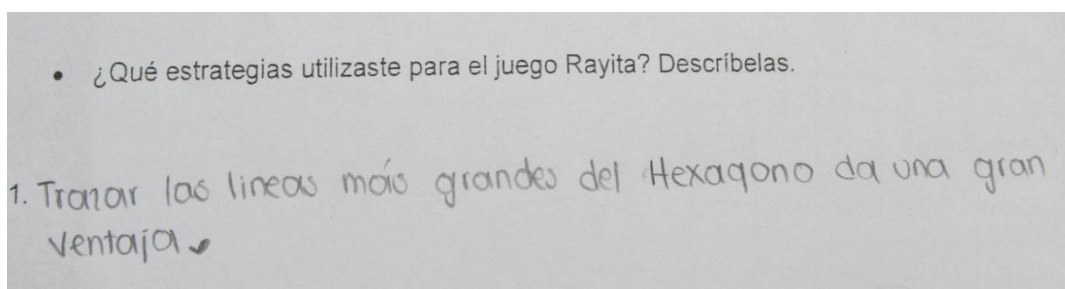 • ¿Qué estrategias utilizaste para el juego Rayita? Descríbelas.
1. Trazar las lineas más grandes del Hexagono da una gran
ventaja.